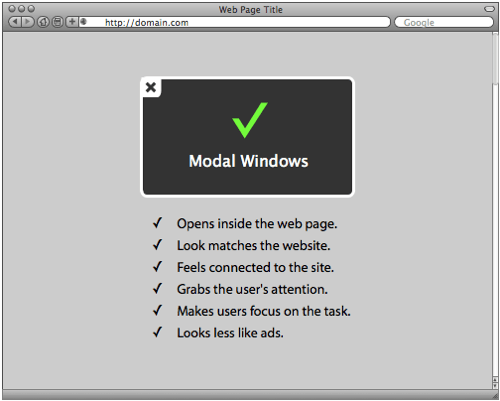 Web Page Title
http://domain.com
Google
Modal Windows
Opens inside the web page.
Look matches the website.
Feels connected to the site.
Grabs the user's attention.
Makes users focus on the task.
Looks less like ads.